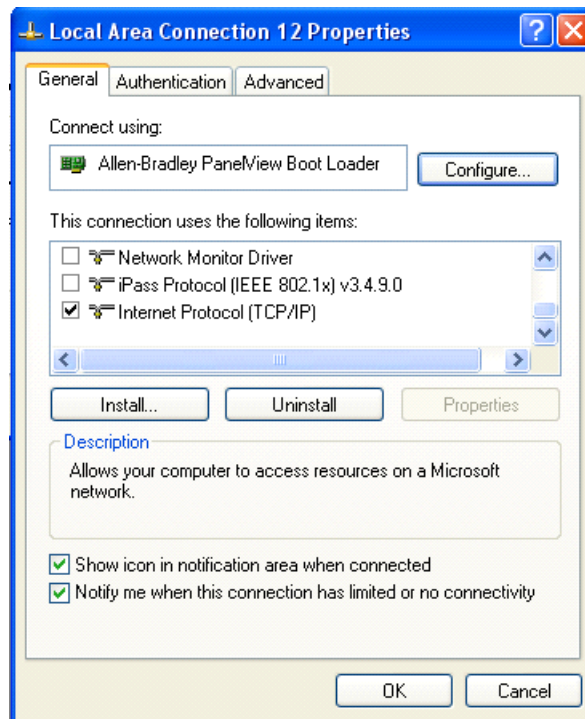 Local Area Connection 12 Properties
General Authentication Advanced
Connect using:
Allen-Bradley PanelView Boot Loader
Configure...
This connection uses the following items:
Network Monitor Driver
iPass Protocol (IEEE 802.1x) v3.4.9.0
Internet Protocol (TCP/IP)
Install... Uninstall Properties
Description
Allows your computer to access resources on a Microsoft
network.
Show icon in notification area when connected
Notify me when this connection has limited or no connectivity
OK Cancel